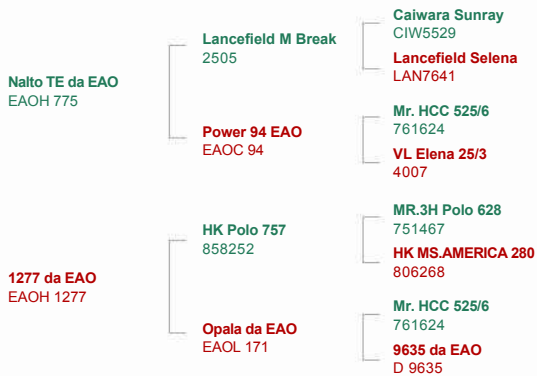 Nalto TE da EAO
EAOH 775
1277 da EAO
EAOH 1277
Lancefield M Break
2505
Power 94 EAO
EAOC 94
HK Polo 757
858252
Opala da EAO
EAOL 171
Caiwara Sunray
CIW5529
Lancefield Selena
LAN7641
Mr. HCC 525/6
761624
VL Elena 25/3
4007
MR.3H Polo 628
751467
HK MS.AMERICA 280
806268
Mr. HCC 525/6
761624
9635 da EAO
D 9635